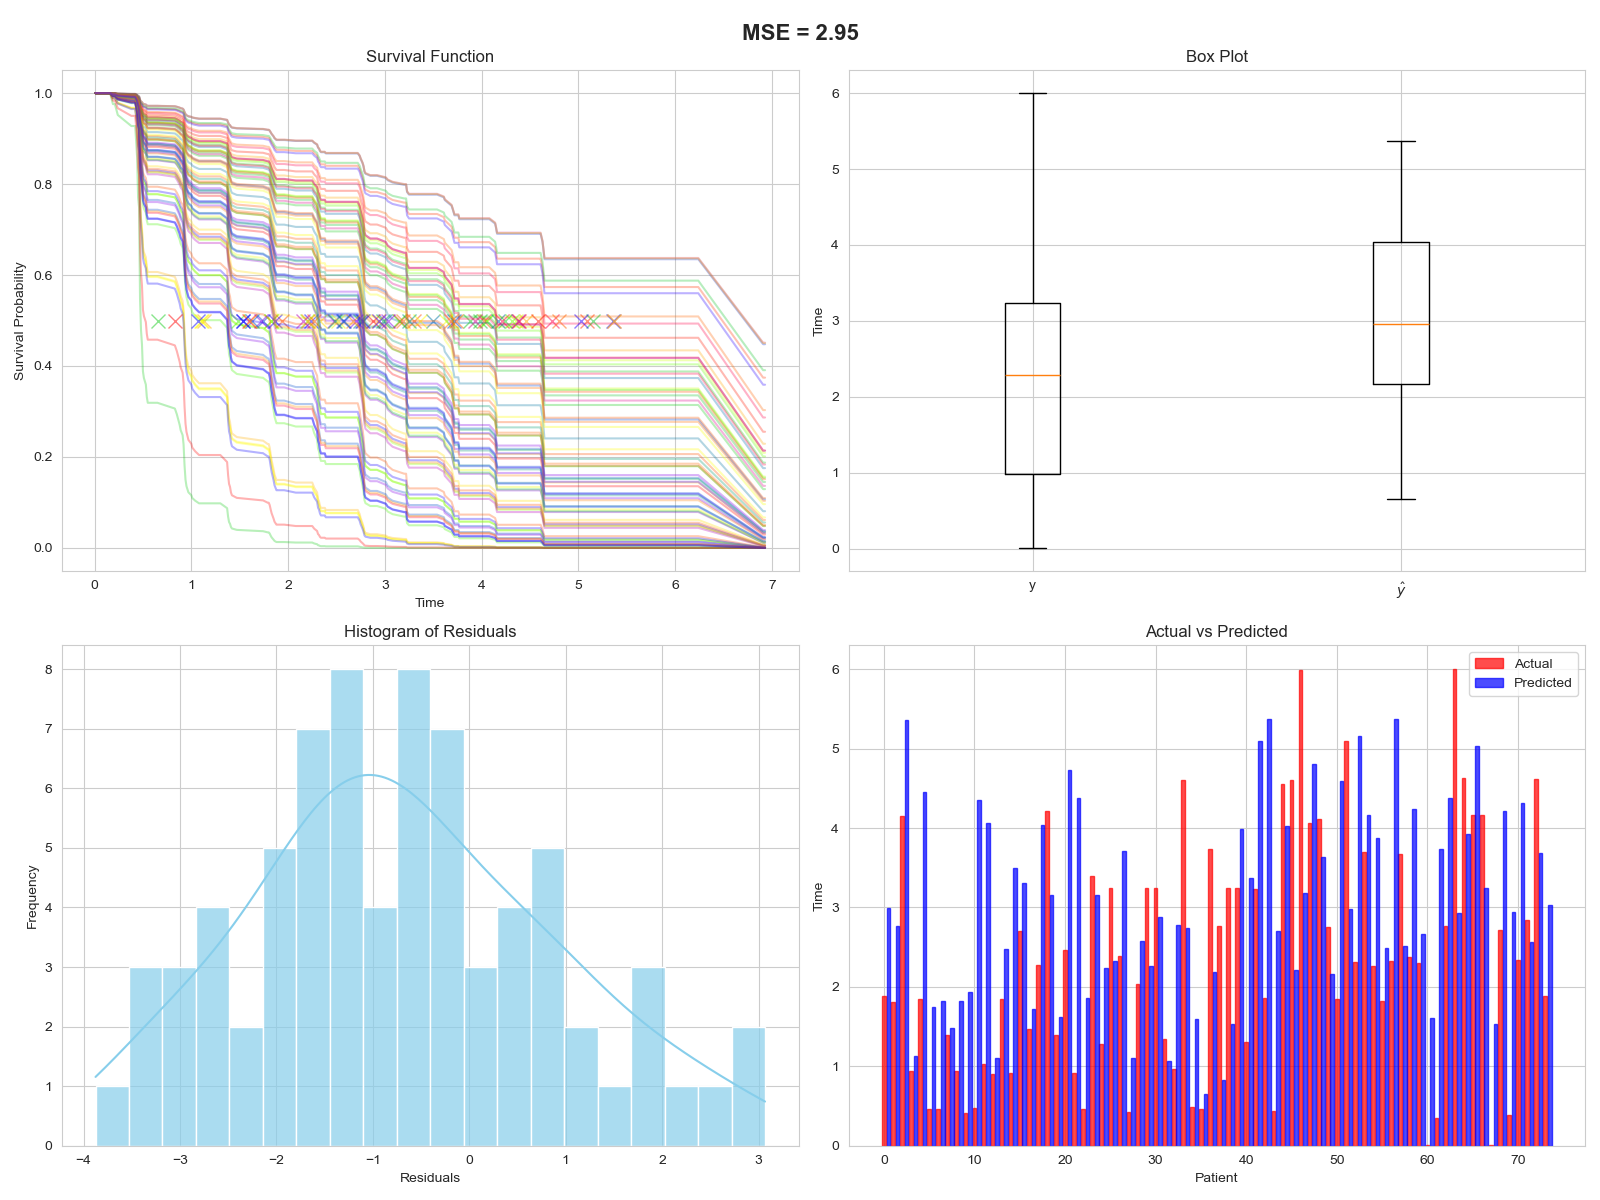 MSE = 2.95
Survival Function
Survival Probability
1.0
0.8
0.6
0.4
0.2
0.0
0 1 2 3 4 5 6 7
Time
Box Plot
Time
6
5
4
3
2
1
0
y ŷ
Histogram of Residuals
Frequency
8
7
6
5
4
3
2
1
0
−4 −3 −2 −1 0 1 2 3
Residuals
Actual vs Predicted
Actual
Predicted
Time
6
5
4
3
2
1
0
0 10 20 30 40 50 60 70
Patient